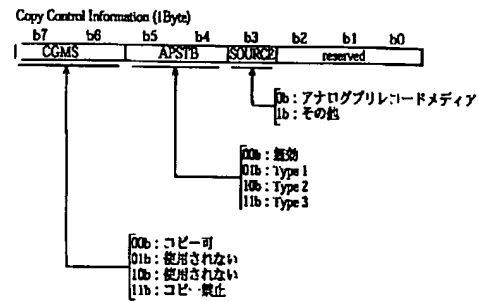 Copy Control Information (1Byte)
b7 b6 b5 b4 b3 b2 b1 b0
CGMS APSTB SOURCE reserved
0b：アナログプリレコードメディア
1b：その他
00b：無効
01b：Type 1
10b：Type 2
11b：Type 3
00b：コピー可
01b：使用されない
10b：使用されない
11b：コピー禁止